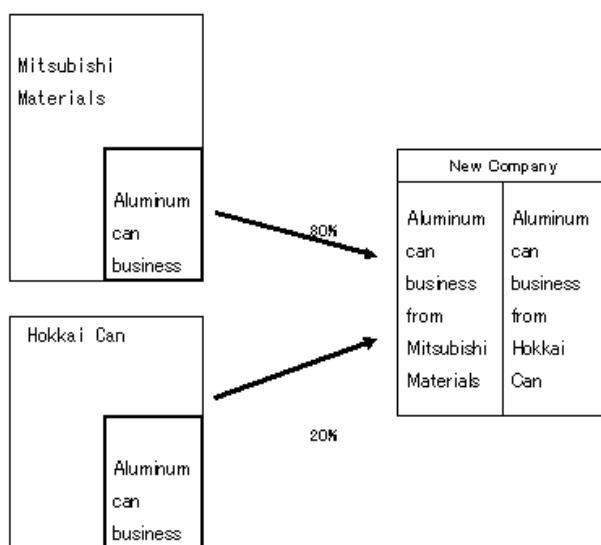 Mitsubishi
Materials
Aluminum
can
business
80%
Hokkai Can
Aluminum
can
business
20%
New Company
Aluminum
can
business
from
Mitsubishi
Materials
Aluminum
can
business
from
Hokkai
Can